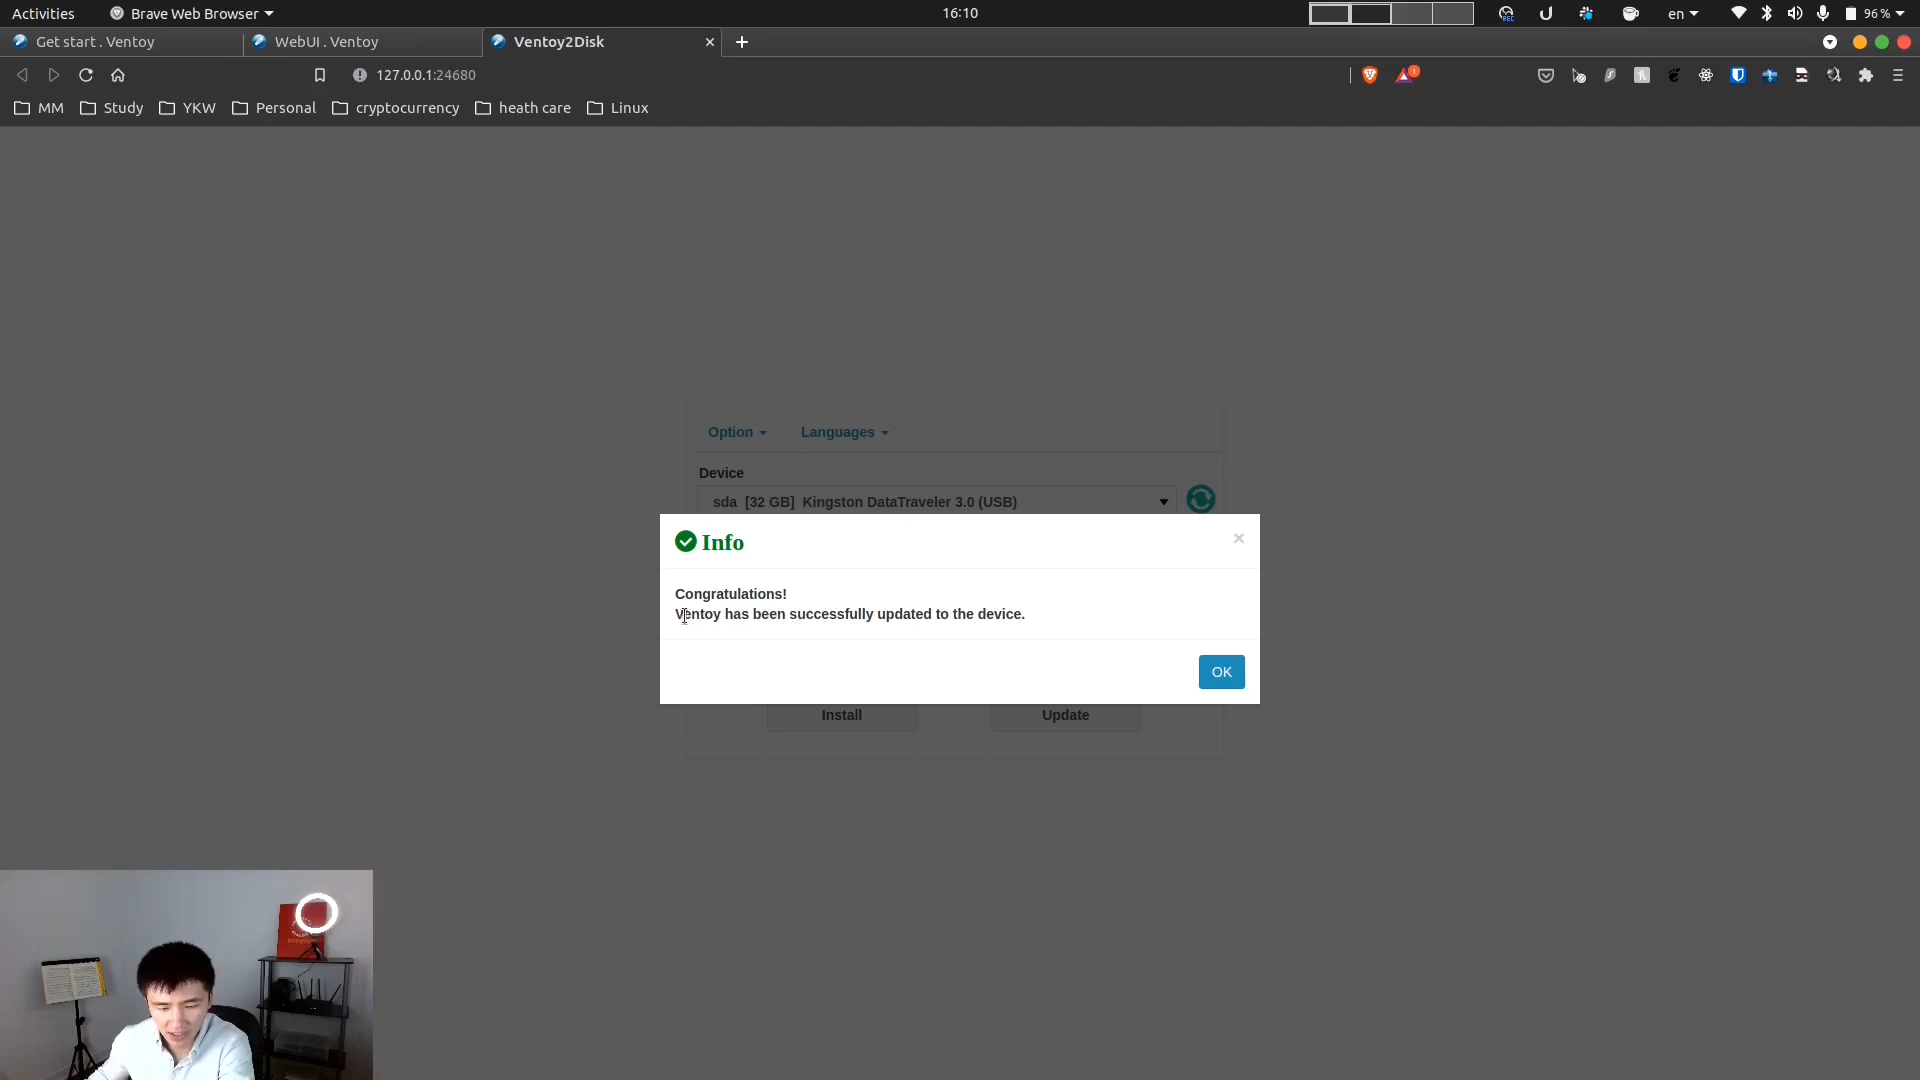 Activities Brave Web Browser 16:10 en 96 %
Get start . Ventoy WebUI . Ventoy Ventoy2Disk
127.0.0.1:24680 1
MM Study YKW Personal cryptocurrency heath care Linux
Option Languages
Device
sda [32 GB] Kingston DataTraveler 3.0 (USB)
Info
Congratulations!
Ventoy has been successfully updated to the device.
OK
Install Update